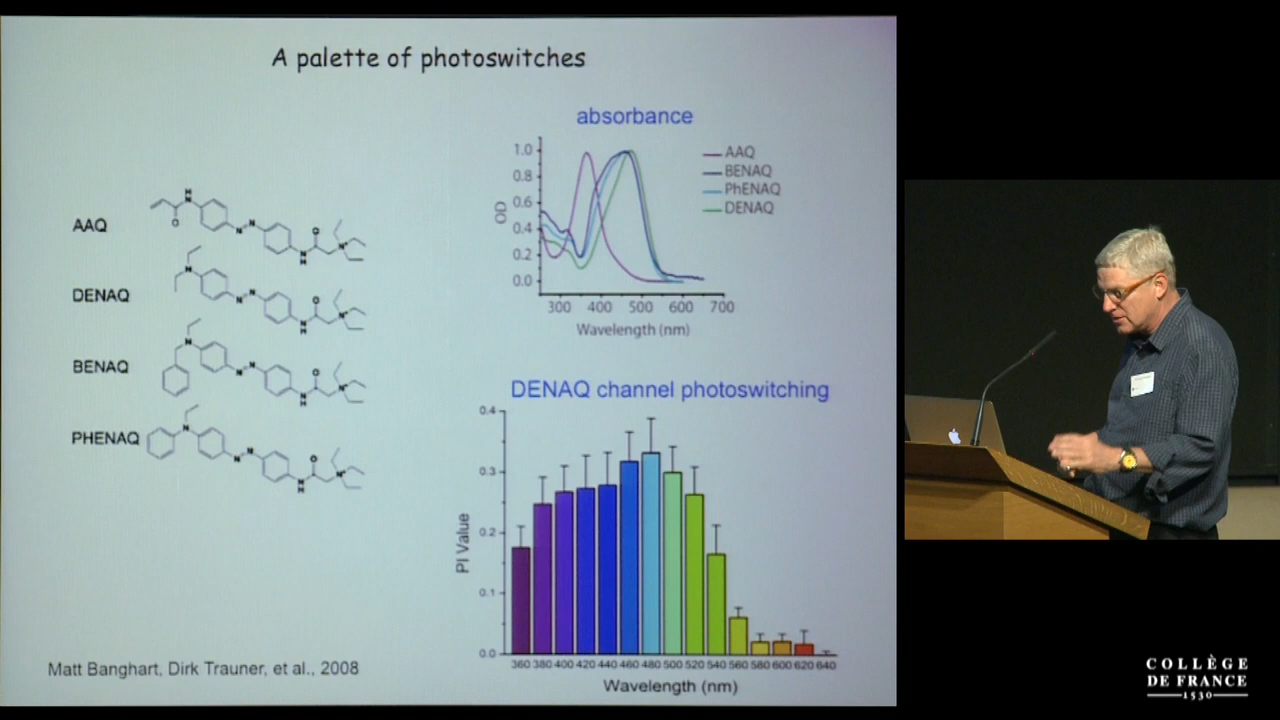 A palette of photoswitches
AAQ
DENAQ
BENAQ
PHENAQ
absorbance
OD
1.0
0.8
0.6
0.4
0.2
0.0
300 400 500 600 700
Wavelength (nm)
AAQ
BENAQ
PhENAQ
DENAQ
DENAQ channel photoswitching
PI Value
0.4
0.3
0.2
0.1
0.0
360 380 400 420 440 460 480 500 520 540 560 580 600 620 640
Wavelength (nm)
Matt Banghart, Dirk Trauner, et al., 2008
COLLÈGE
DE FRANCE
1530